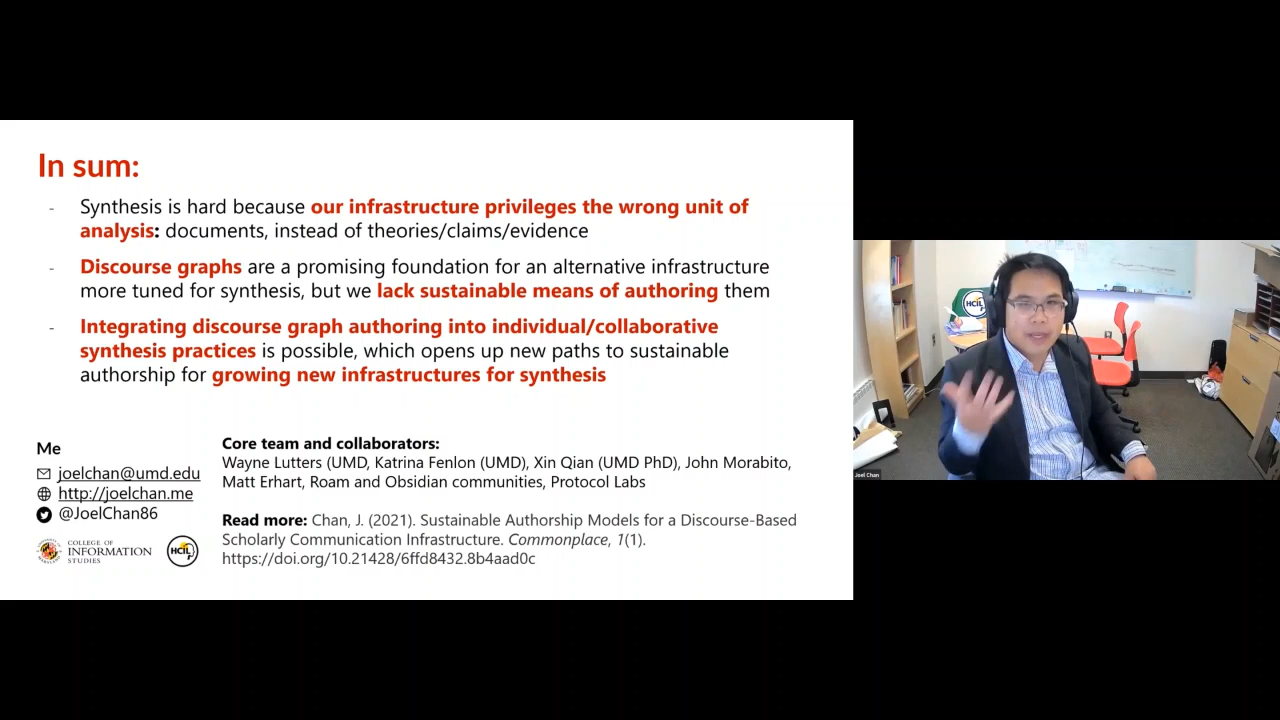 In sum:
- Synthesis is hard because our infrastructure privileges the wrong unit of
analysis: documents, instead of theories/claims/evidence
- Discourse graphs are a promising foundation for an alternative infrastructure
more tuned for synthesis, but we lack sustainable means of authoring them
- Integrating discourse graph authoring into individual/collaborative
synthesis practices is possible, which opens up new paths to sustainable
authorship for growing new infrastructures for synthesis
Me
joelchan@umd.edu
http://joelchan.me
@JoelChan86
COLLEGE OF
INFORMATION
STUDIES
HCIL
Core team and collaborators:
Wayne Lutters (UMD, Katrina Fenlon (UMD), Xin Qian (UMD PhD), John Morabito,
Matt Erhart, Roam and Obsidian communities, Protocol Labs
Read more: Chan, J. (2021). Sustainable Authorship Models for a Discourse-Based
Scholarly Communication Infrastructure. Commonplace, 1(1).
https://doi.org/10.21428/6ffd8432.8b4aad0c
HCIL
Joel Chan